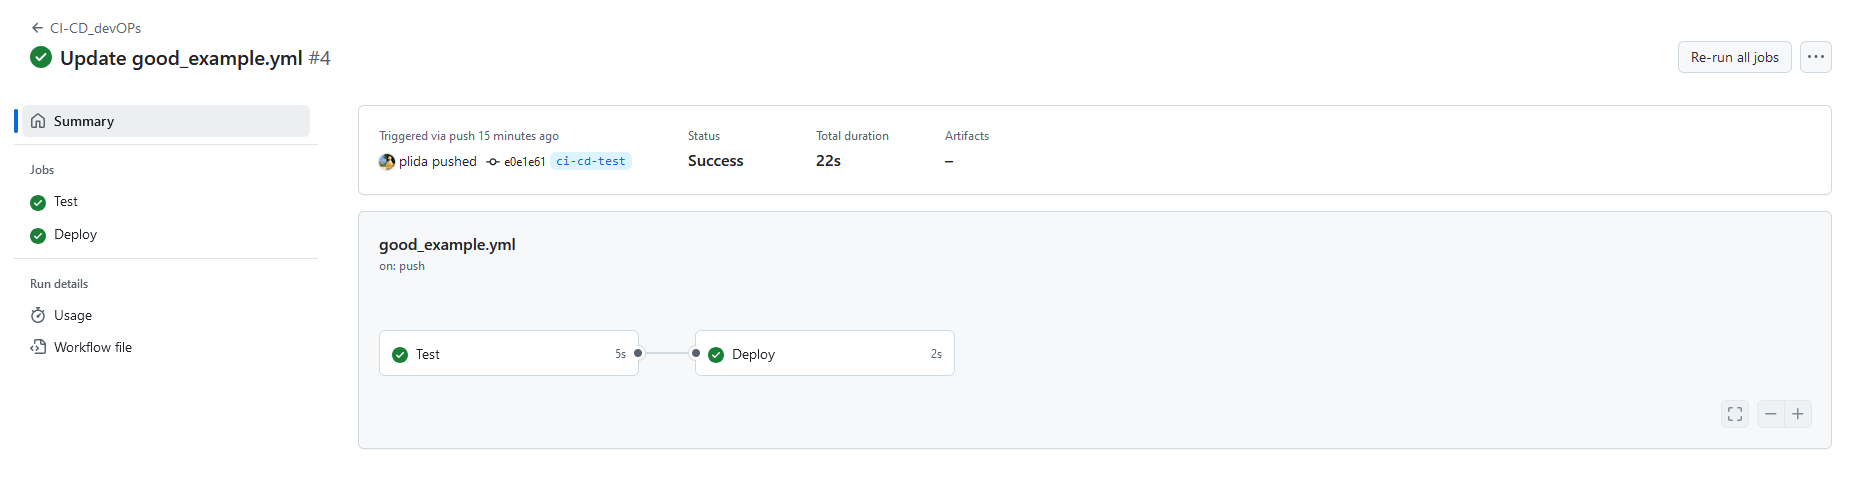 CI-CD_devOPs
Update good_example.yml #4
Re-run all jobs
Summary
Jobs
Test
Deploy
Run details
Usage
Workflow file
Triggered via push 15 minutes ago
plida pushed e0e1e61 ci-cd-test
Status
Success
Total duration
22s
Artifacts
–
good_example.yml
on: push
Test 5s
Deploy 2s